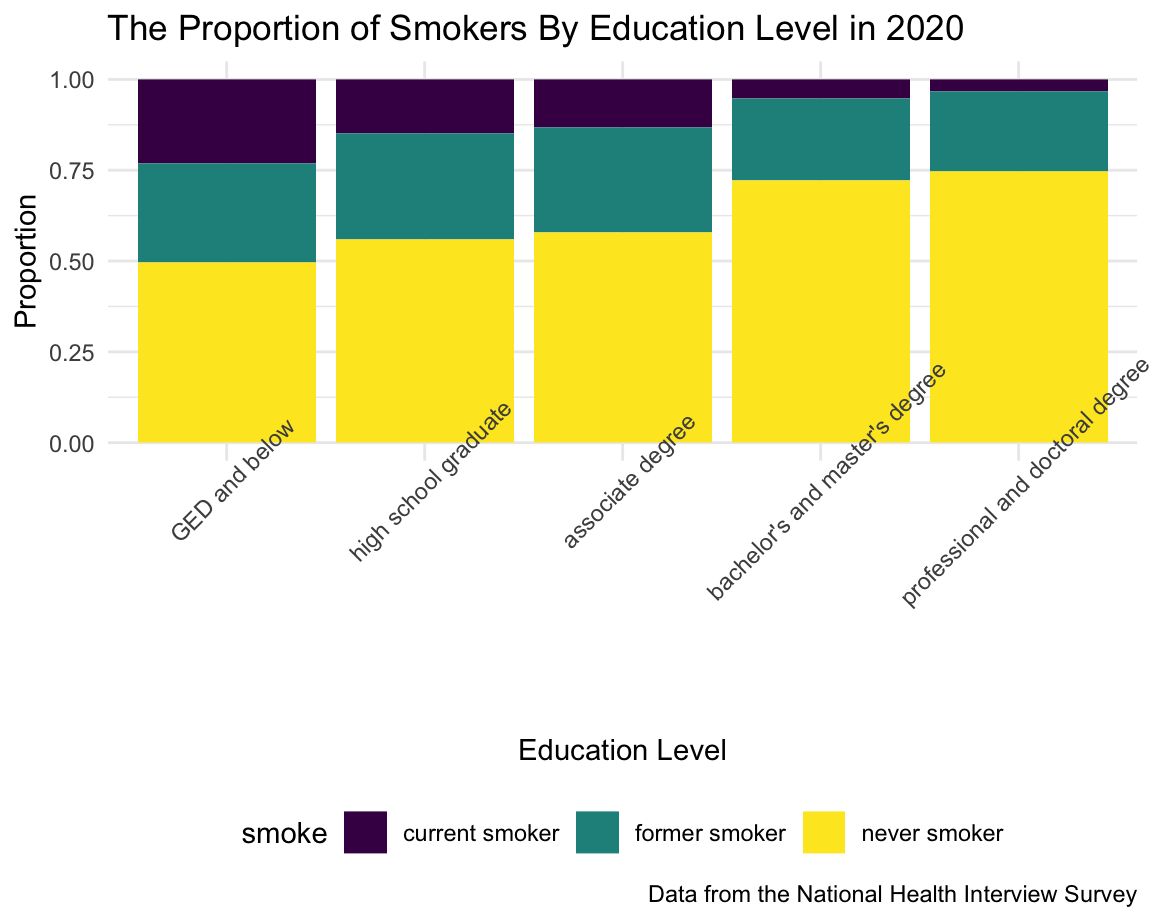 The Proportion of Smokers By Education Level in 2020
Proportion
1.00
0.75
0.50
0.25
0.00
GED and below
high school graduate
associate degree
bachelor's and master's degree
professional and doctoral degree
Education Level
smoke current smoker former smoker never smoker
Data from the National Health Interview Survey